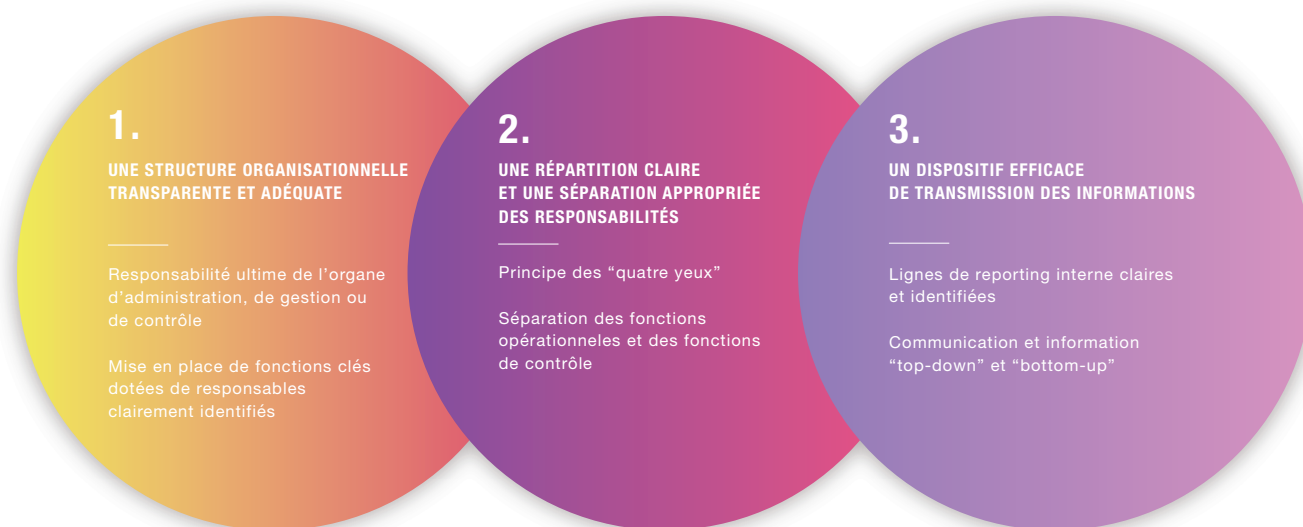 1.
UNE STRUCTURE ORGANISATIONNELLE
TRANSPARENTE ET ADÉQUATE
Responsabilité ultime de l’organe
d’administration, de gestion ou
de contrôle
Mise en place de fonctions clés
dotées de responsables
clairement identifiés
2.
UNE RÉPARTITION CLAIRE
ET UNE SÉPARATION APPROPRIÉE
DES RESPONSABILITÉS
Principe des “quatre yeux”
Séparation des fonctions
opérationneles et des fonctions
de contrôle
3.
UN DISPOSITIF EFFICACE
DE TRANSMISSION DES INFORMATIONS
Lignes de reporting interne claires
et identifiées
Communication et information
“top-down” et “bottom-up”